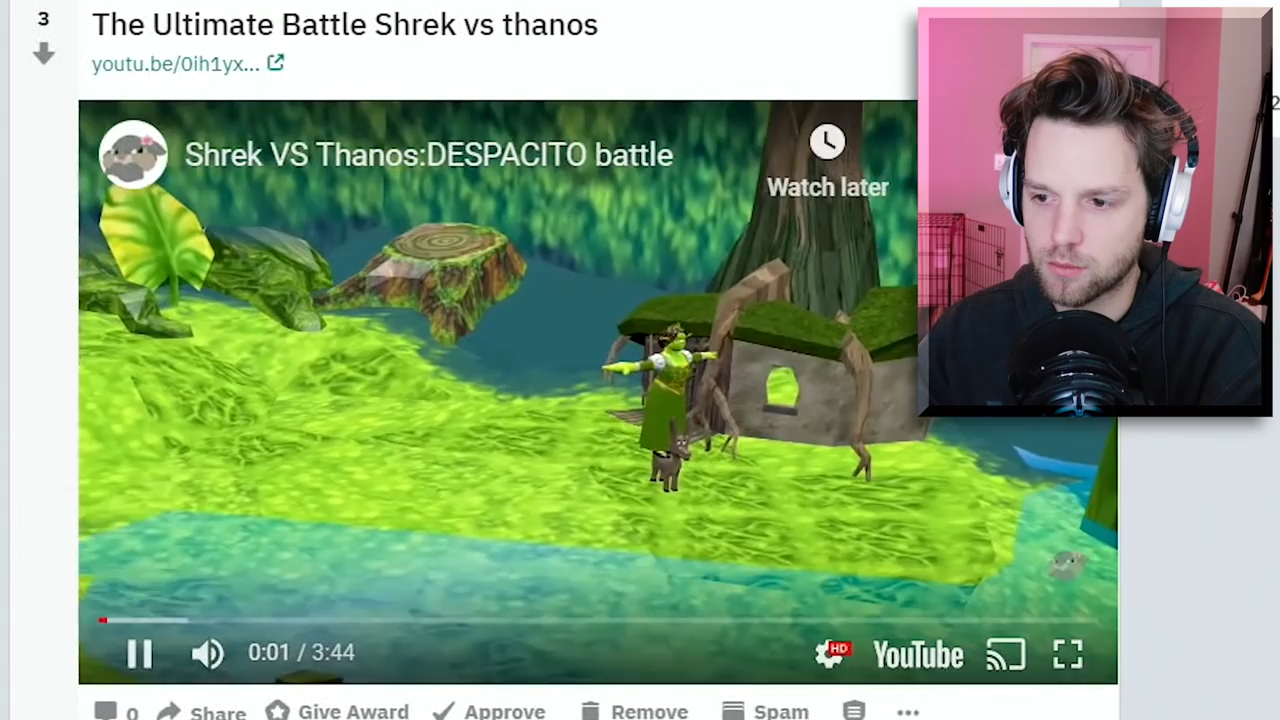 3
The Ultimate Battle Shrek vs thanos
youtu.be/0ih1yx...
Shrek VS Thanos:DESPACITO battle
Watch later
2
0:01 / 3:44
HD
YouTube
0
Share
Give Award
Approve
Remove
Spam